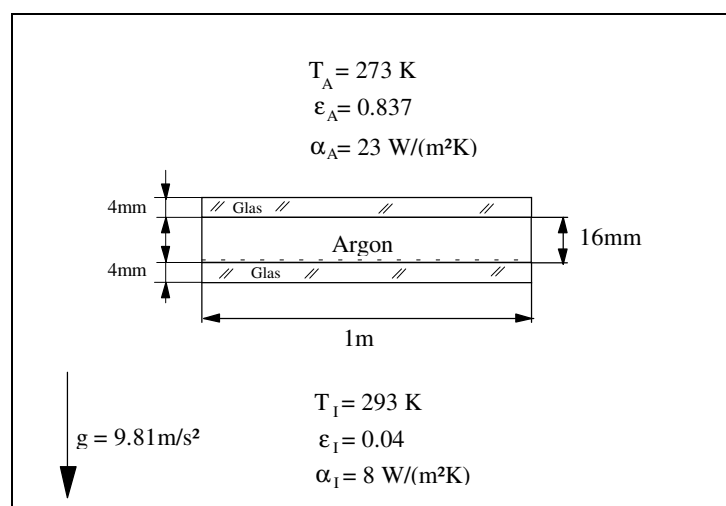 T_A = 273 K
ε_A = 0.837
α_A = 23 W/(m²K)
4mm
Glas
Argon
16mm
4mm
Glas
1m
g = 9.81m/s²
T_I = 293 K
ε_I = 0.04
α_I = 8 W/(m²K)